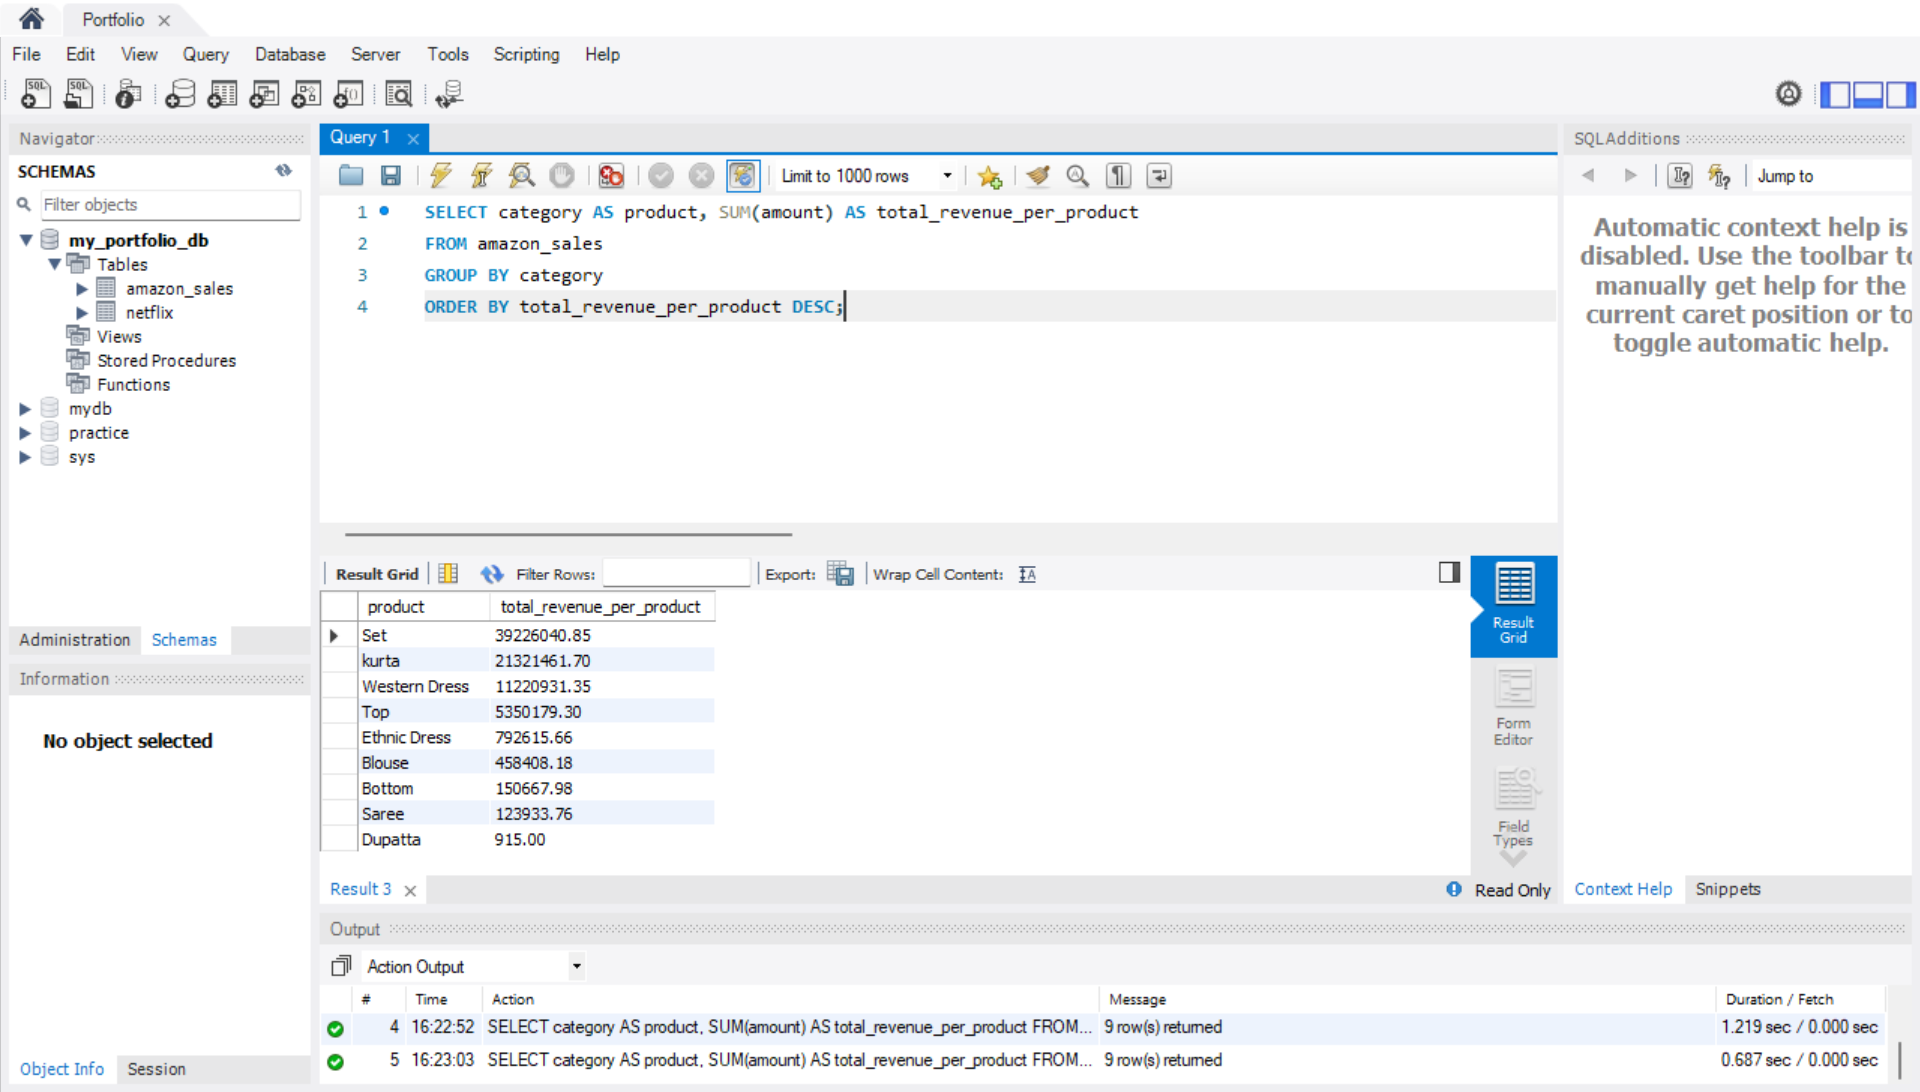 Portfolio
File Edit View Query Database Server Tools Scripting Help
Navigator
SCHEMAS
Filter objects
my_portfolio_db
Tables
amazon_sales
netflix
Views
Stored Procedures
Functions
mydb
practice
sys
Administration Schemas
Information
No object selected
Object Info Session
Query 1
Limit to 1000 rows
1 SELECT category AS product, SUM(amount) AS total_revenue_per_product
2 FROM amazon_sales
3 GROUP BY category
4 ORDER BY total_revenue_per_product DESC;
Result Grid Filter Rows: Export: Wrap Cell Content:
product total_revenue_per_product
Set 39226040.85
kurta 21321461.70
Western Dress 11220931.35
Top 5350179.30
Ethnic Dress 792615.66
Blouse 458408.18
Bottom 150667.98
Saree 123933.76
Dupatta 915.00
Result
Grid
Form
Editor
Field
Types
Result 3
Read Only
SQLAdditions
Jump to
Automatic context help is
disabled. Use the toolbar to
manually get help for the
current caret position or to
toggle automatic help.
Context Help Snippets
Output
Action Output
# Time Action Message Duration / Fetch
4 16:22:52 SELECT category AS product, SUM(amount) AS total_revenue_per_product FROM... 9 row(s) returned 1.219 sec / 0.000 sec
5 16:23:03 SELECT category AS product, SUM(amount) AS total_revenue_per_product FROM... 9 row(s) returned 0.687 sec / 0.000 sec